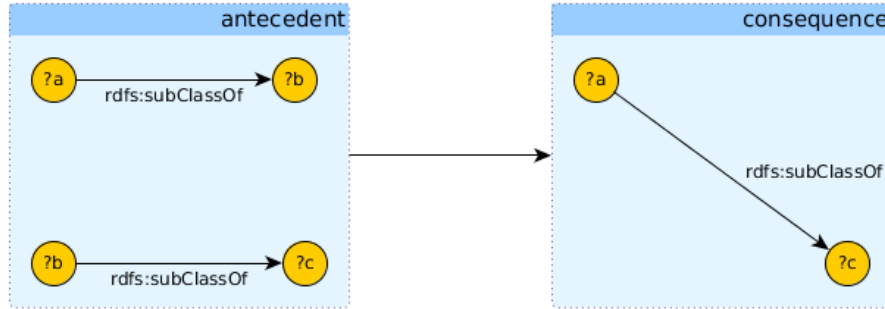 antecedent
consequence
?a
?b
rdfs:subClassOf
?a
rdfs:subClassOf
?b
?c
rdfs:subClassOf
?c